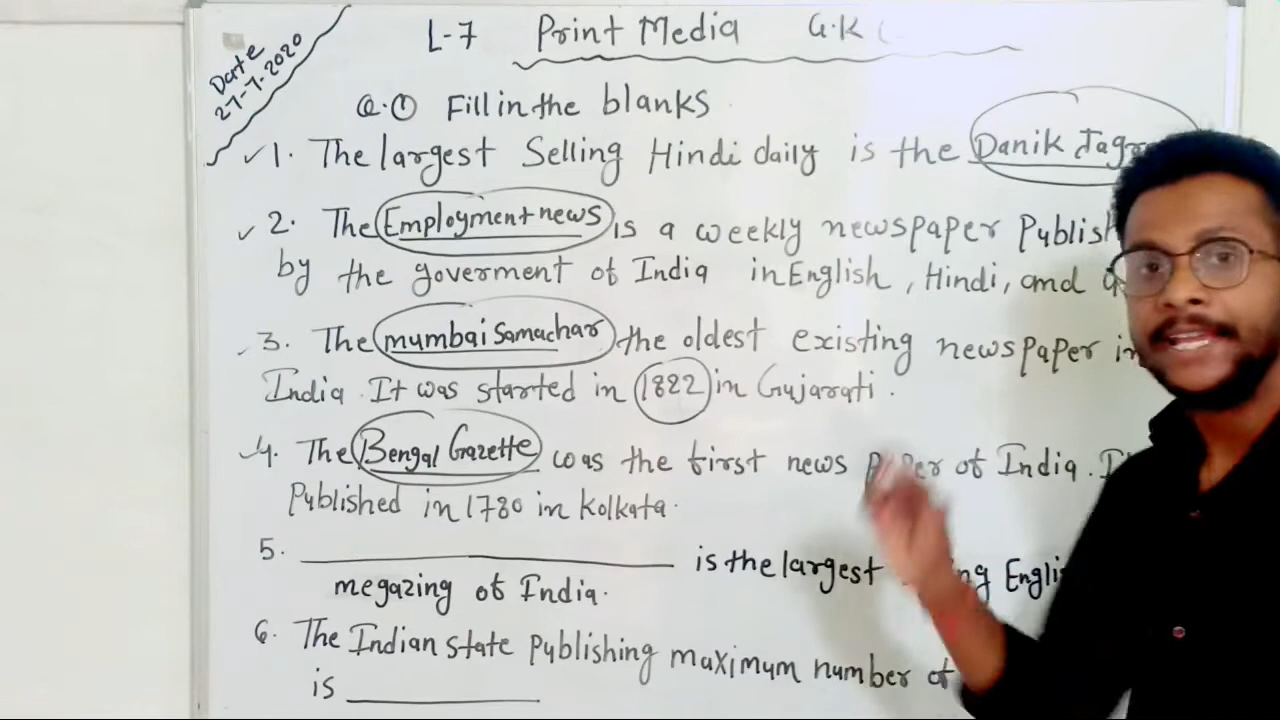 Date
27-7-2020
L-7 Print Media G.K
Q.① Fill in the blanks
1. The largest Selling Hindi daily is the Danik
2. The Employment news is a weekly newspaper
by the goverment of India in English, Hindi, and
3. The mumbai Samachar the oldest existing newspaper in
India. It was started in 1822 in Gujarati.
4. The Bengal Gazette was the first news paper of India.
Published in 1780 in Kolkata.
5. ____________ is the largest
megazing of India.
6. The Indian state Publishing maximum number of
is ____________